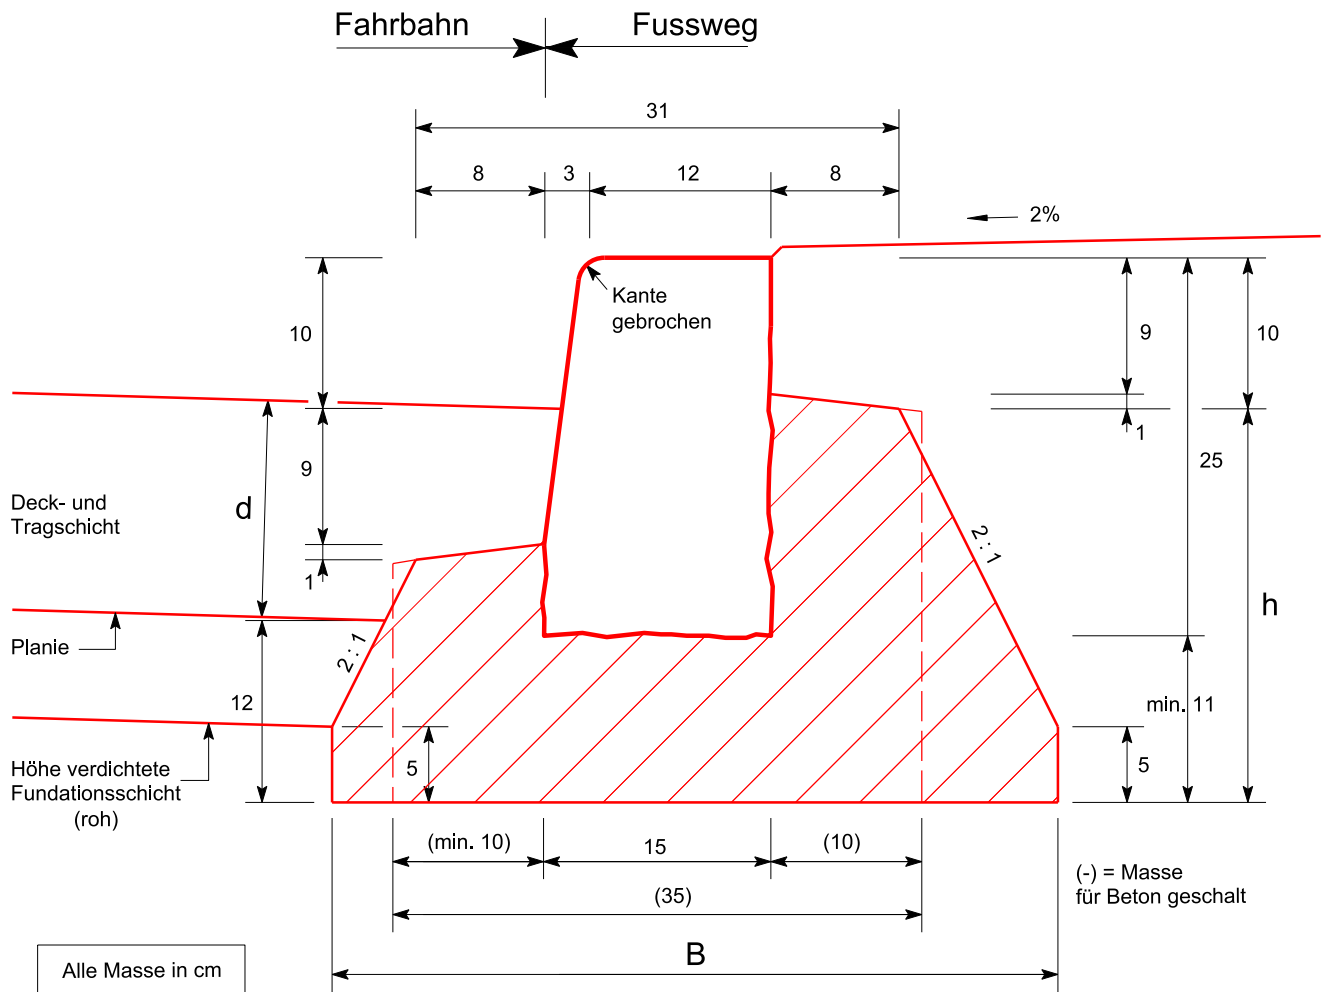 Fahrbahn Fussweg
31
8 3 12 8
2%
Kante
gebrochen
10
9
10
9
1
25
Deck- und
Tragschicht
d
2 : 1
1
h
Planie
2 : 1
12
min. 11
5
5
Höhe verdichtete
Fundationsschicht
(roh)
(min. 10) 15 (10)
(35)
(-) = Masse
für Beton geschalt
B
Alle Masse in cm